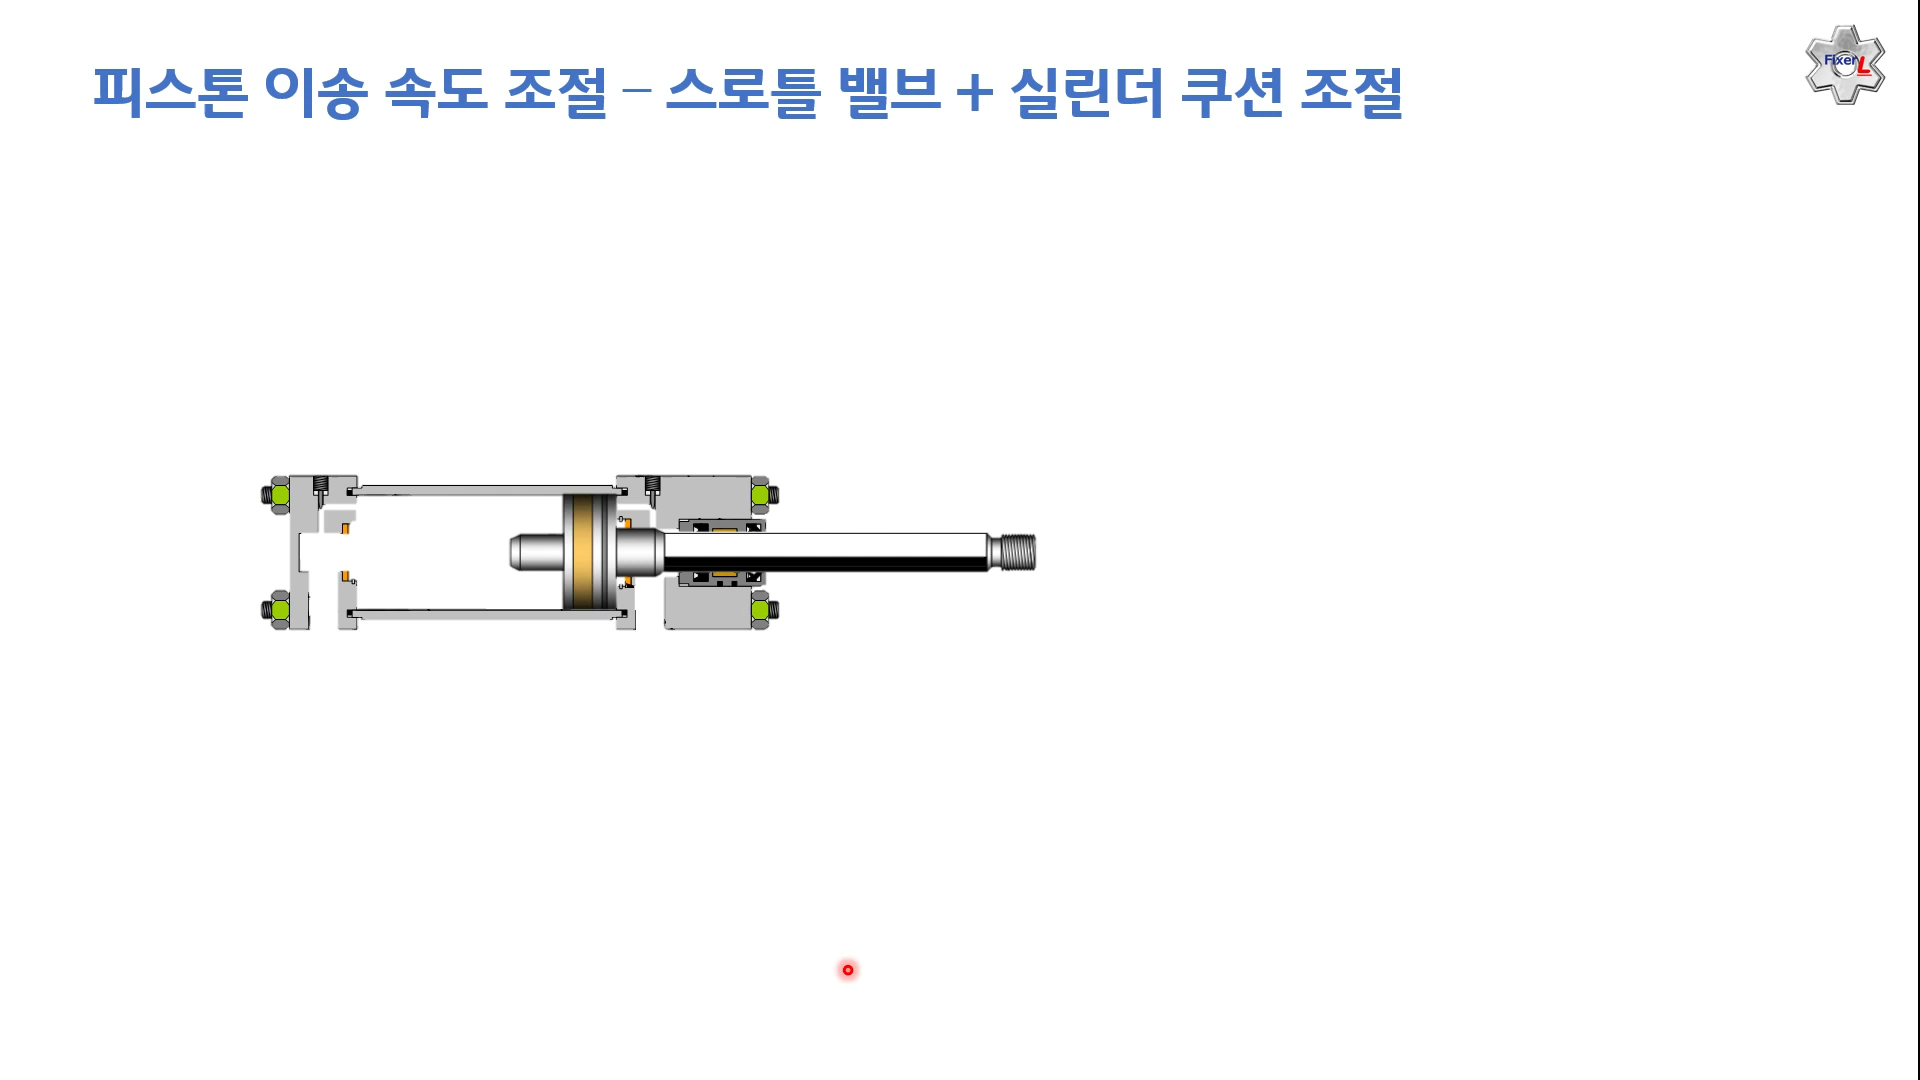 피스톤 이송 속도 조절 – 스로틀 밸브 + 실린더 쿠션 조절
Fixer L